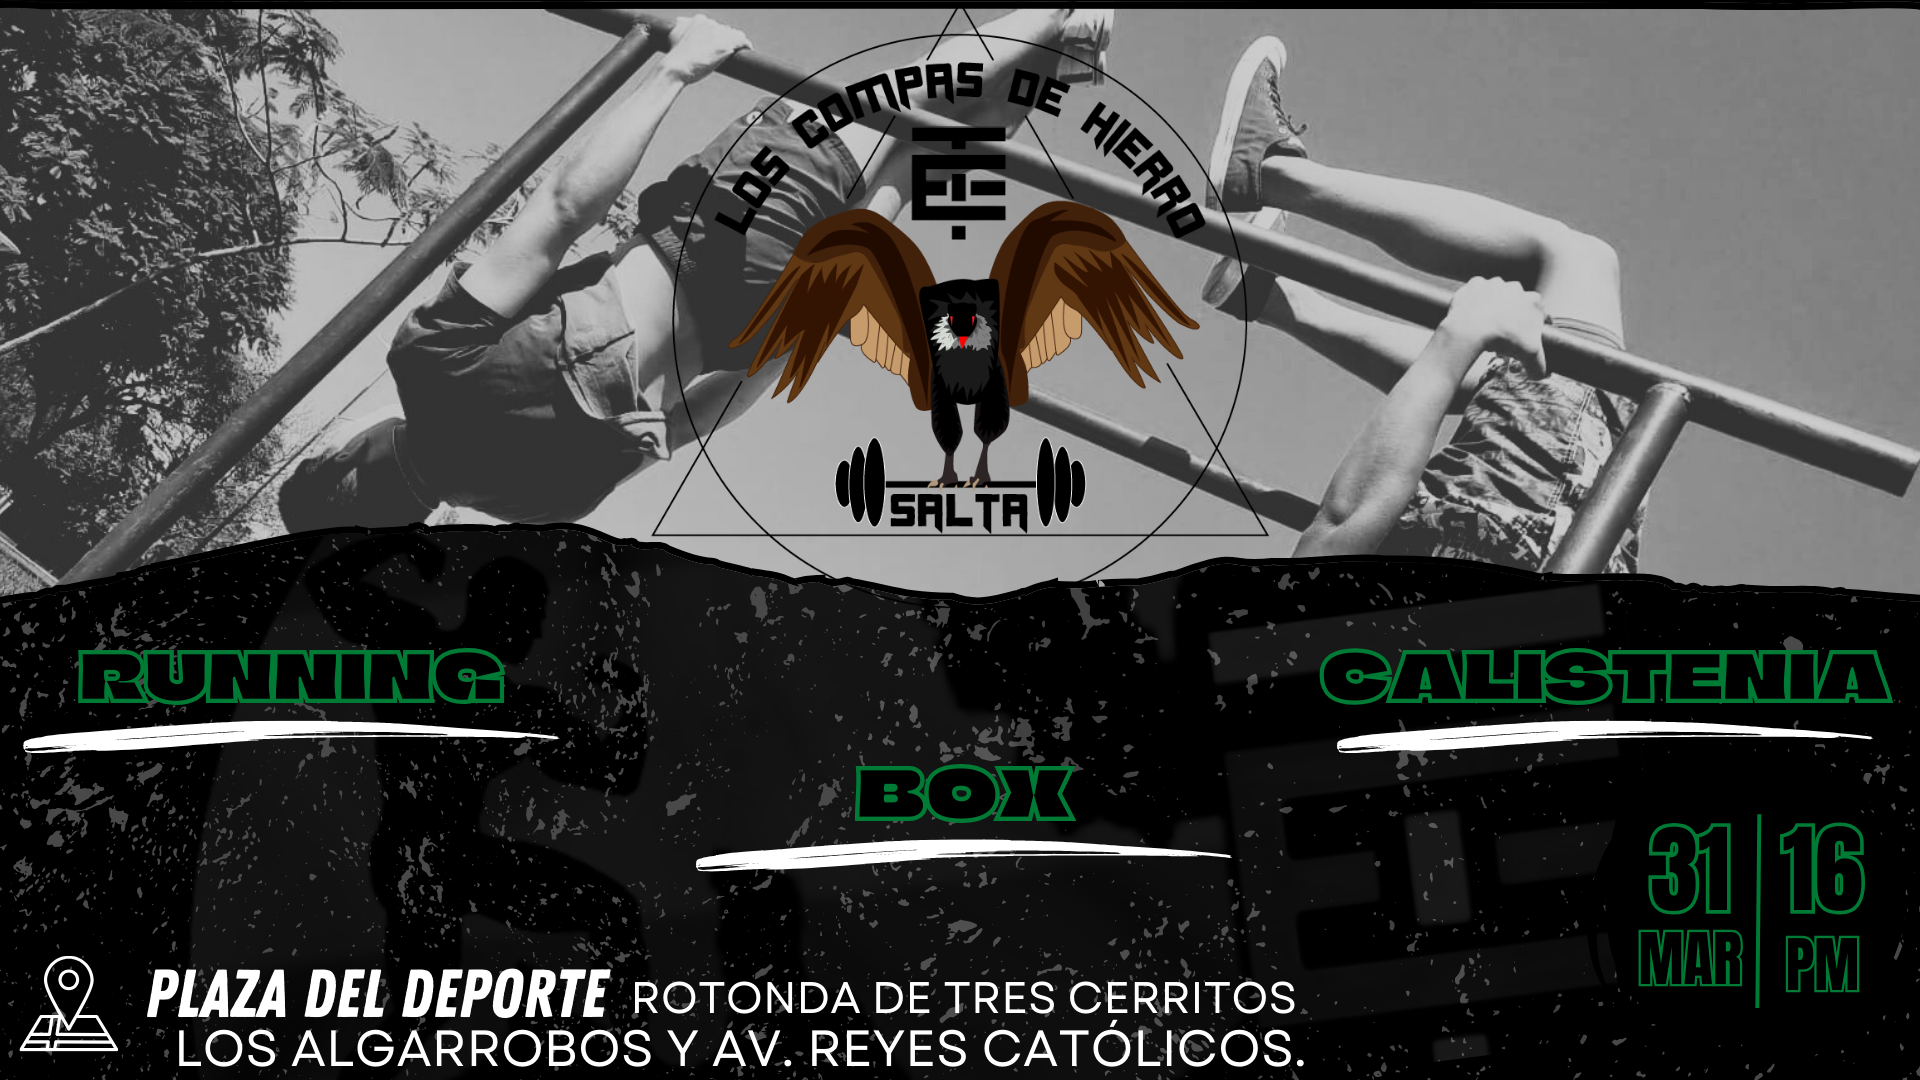 LOS COMPAS DE HIERRO
SALTA
RUNNING
CALISTENIA
BOX
31 | 16
MAR | PM
PLAZA DEL DEPORTE ROTONDA DE TRES CERRITOS
LOS ALGARROBOS Y AV. REYES CATÓLICOS.